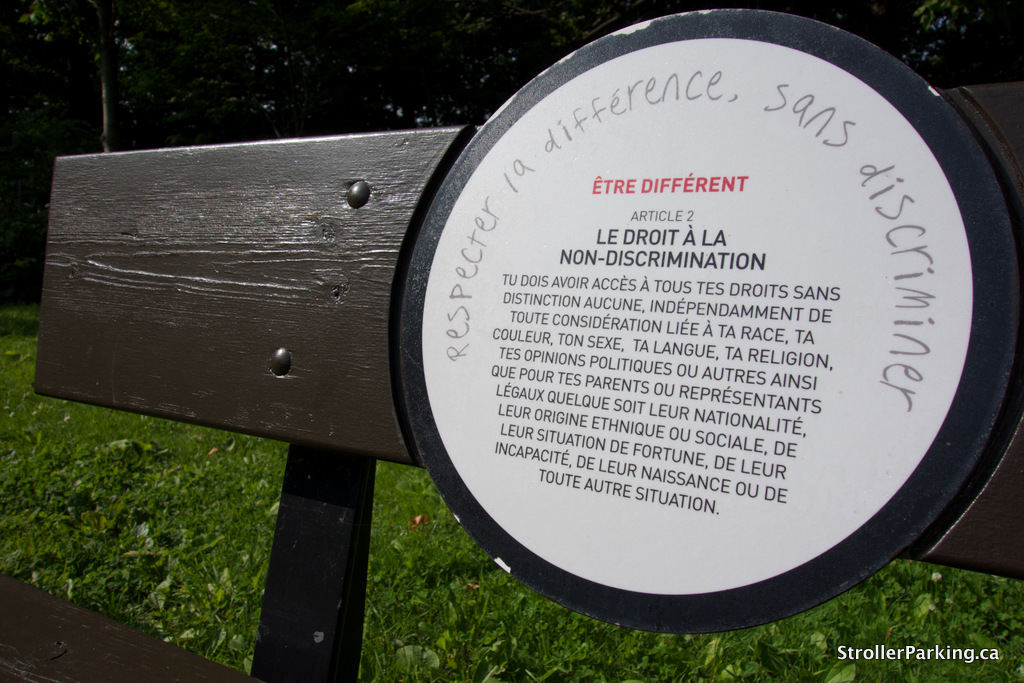 respecter la différence, sans discriminer
ÊTRE DIFFÉRENT
ARTICLE 2
LE DROIT À LA
NON-DISCRIMINATION
TU DOIS AVOIR ACCÈS À TOUS TES DROITS SANS
DISTINCTION AUCUNE, INDÉPENDAMMENT DE
TOUTE CONSIDÉRATION LIÉE À TA RACE, TA
COULEUR, TON SEXE, TA LANGUE, TA RELIGION,
TES OPINIONS POLITIQUES OU AUTRES AINSI
QUE POUR TES PARENTS OU REPRÉSENTANTS
LÉGAUX QUELQUE SOIT LEUR NATIONALITÉ,
LEUR ORIGINE ETHNIQUE OU SOCIALE, DE
LEUR SITUATION DE FORTUNE, DE LEUR
INCAPACITÉ, DE LEUR NAISSANCE OU DE
TOUTE AUTRE SITUATION.
StrollerParking.ca